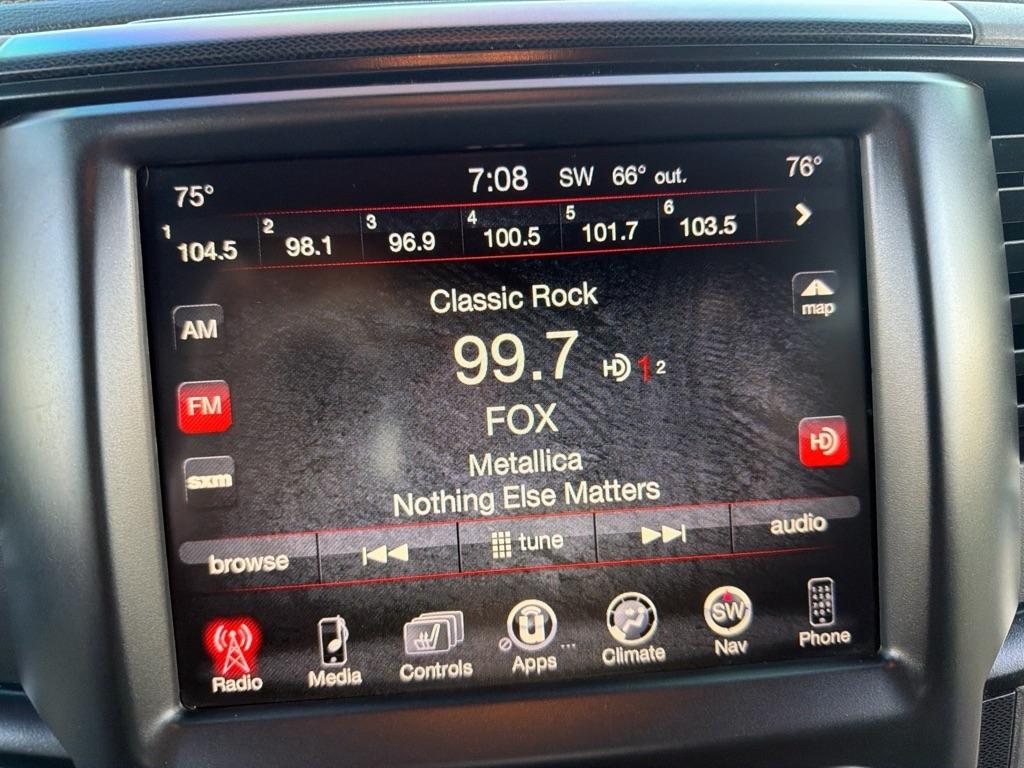 75° 7:08 SW 66° out. 76°
1 104.5 2 98.1 3 96.9 4 100.5 5 101.7 6 103.5
Classic Rock
map
AM
99.7 HD 1 2
FM
FOX
HD
Metallica
sxm
Nothing Else Matters
browse tune audio
SW
Radio Media Controls Apps ... Climate Nav Phone